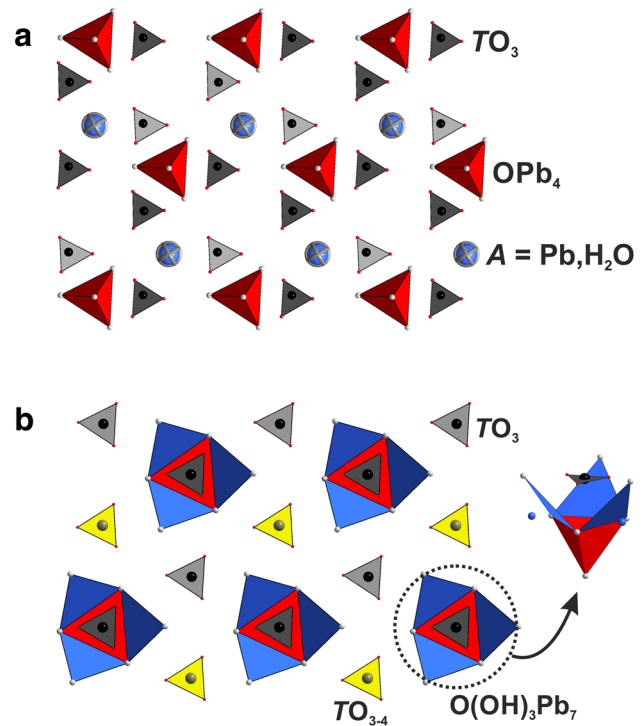 a
TO₃
OPb₄
A = Pb,H₂O
b
TO₃
TO₃₋₄
O(OH)₃Pb₇